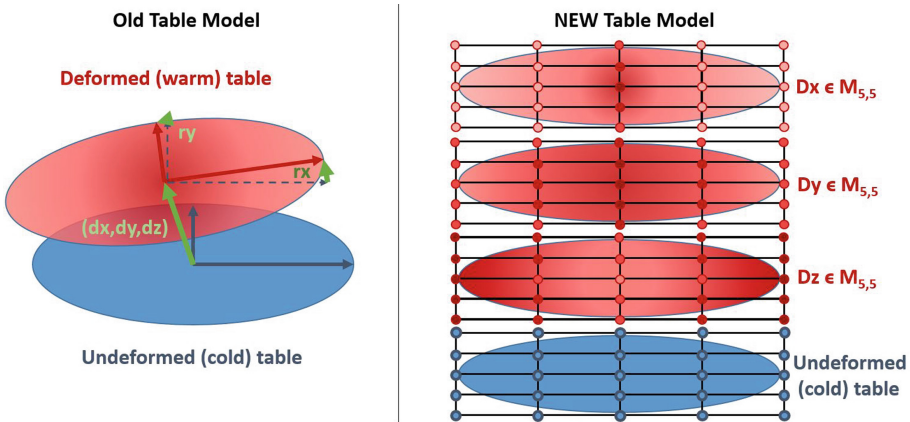 Old Table Model
Deformed (warm) table
ry
rx
(dx,dy,dz)
Undeformed (cold) table
NEW Table Model
Dx ϵ M5,5
Dy ϵ M5,5
Dz ϵ M5,5
Undeformed
(cold) table